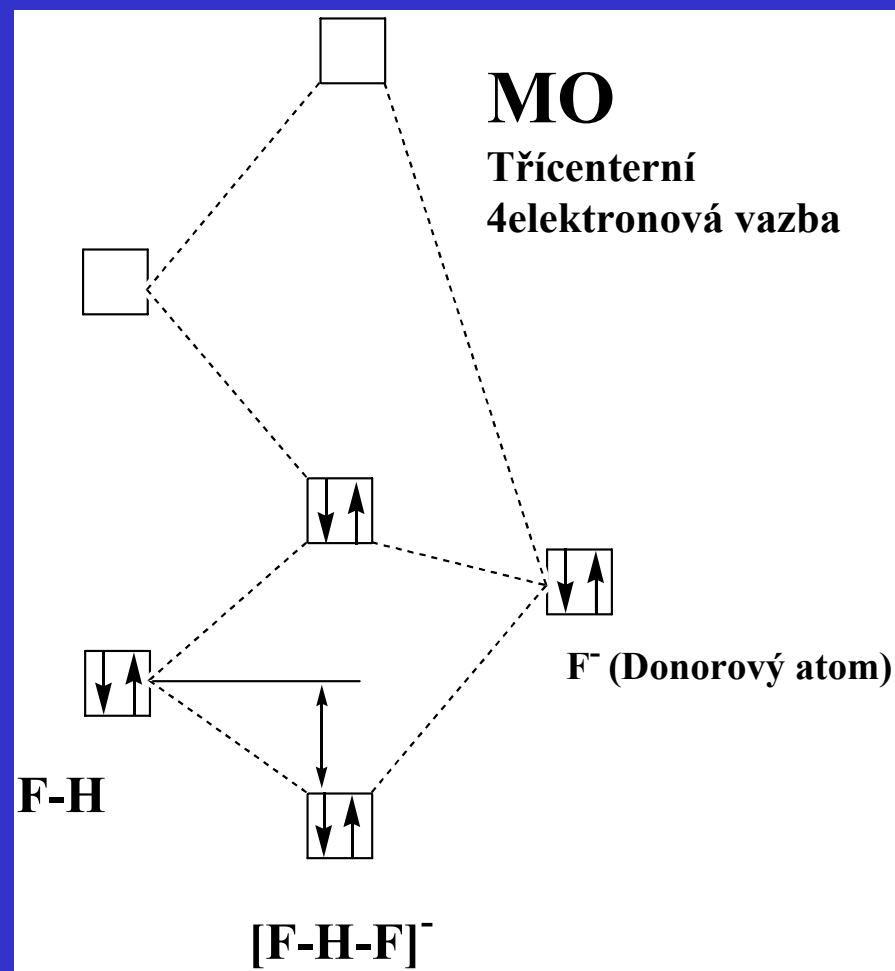 MO
Třícenterní
4elektronová vazba
F⁻ (Donorový atom)
F-H
[F-H-F]⁻